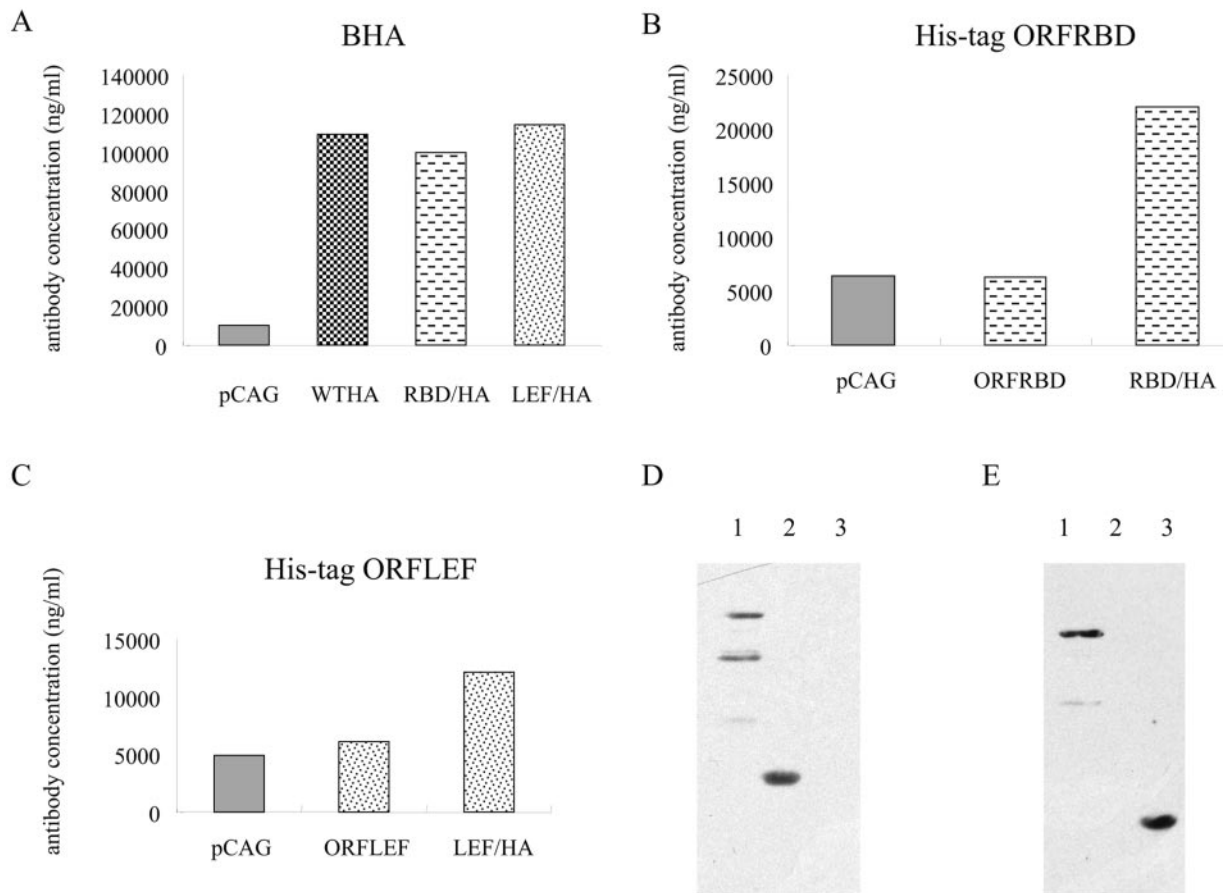 A
BHA
antibody concentration (ng/ml)
140000
120000
100000
80000
60000
40000
20000
0
pCAG WTHA RBD/HA LEF/HA
B
His-tag ORFRBD
antibody concentration (ng/ml)
25000
20000
15000
10000
5000
0
pCAG ORFRBD RBD/HA
C
His-tag ORFLEF
antibody concentration (ng/ml)
15000
10000
5000
0
pCAG ORFLEF LEF/HA
D
1 2 3
E
1 2 3